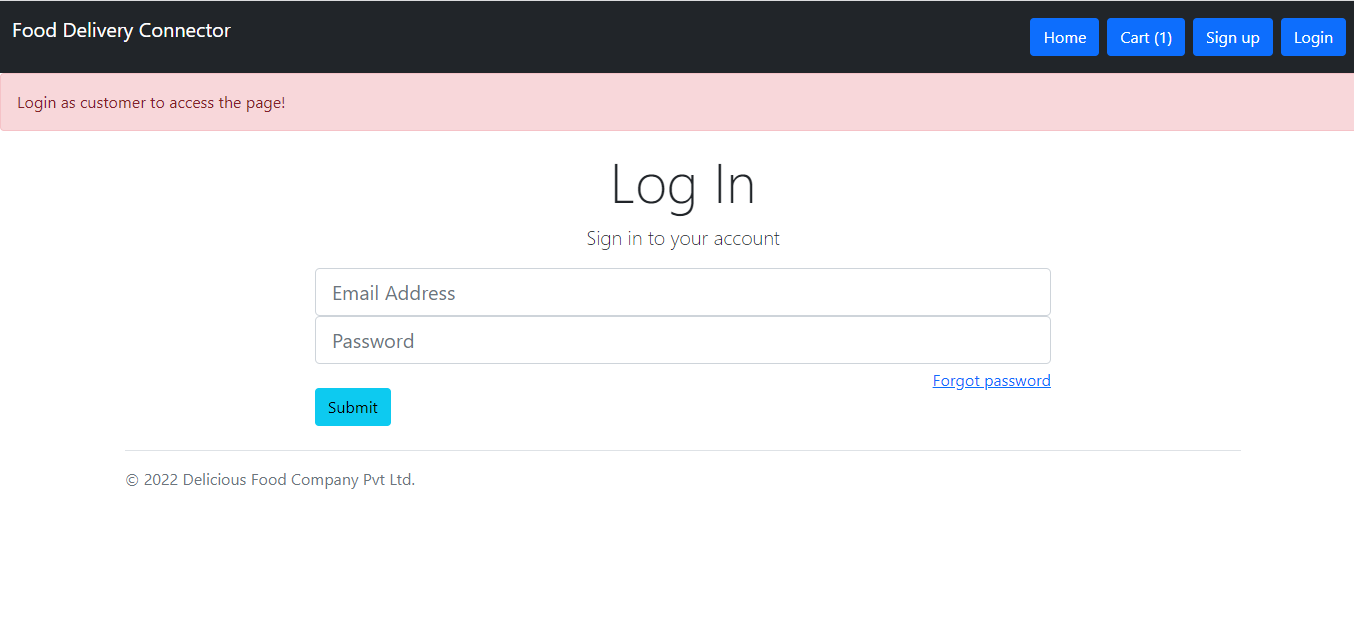 Food Delivery Connector
Home Cart (1) Sign up Login
Login as customer to access the page!
Log In
Sign in to your account
Email Address
Password
Forgot password
Submit
© 2022 Delicious Food Company Pvt Ltd.